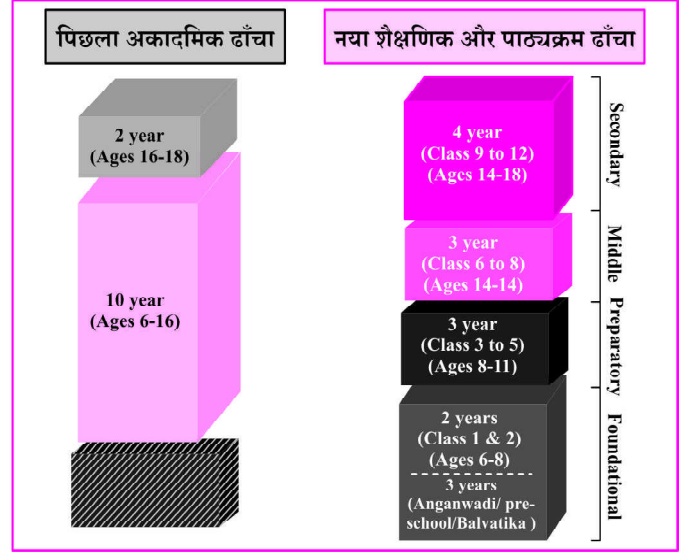 पिछला अकादमिक ढाँचा
2 year
(Ages 16-18)
10 year
(Ages 6-16)
नया शैक्षणिक और पाठ्यक्रम ढाँचा
4 year
(Class 9 to 12)
(Ages 14-18)
Secondary
3 year
(Class 6 to 8)
(Ages 14-14)
Middle
3 year
(Class 3 to 5)
(Ages 8-11)
Preparatory
2 years
(Class 1 & 2)
(Ages 6-8)
3 years
(Anganwadi/ pre-
school/Balvatika )
Foundational